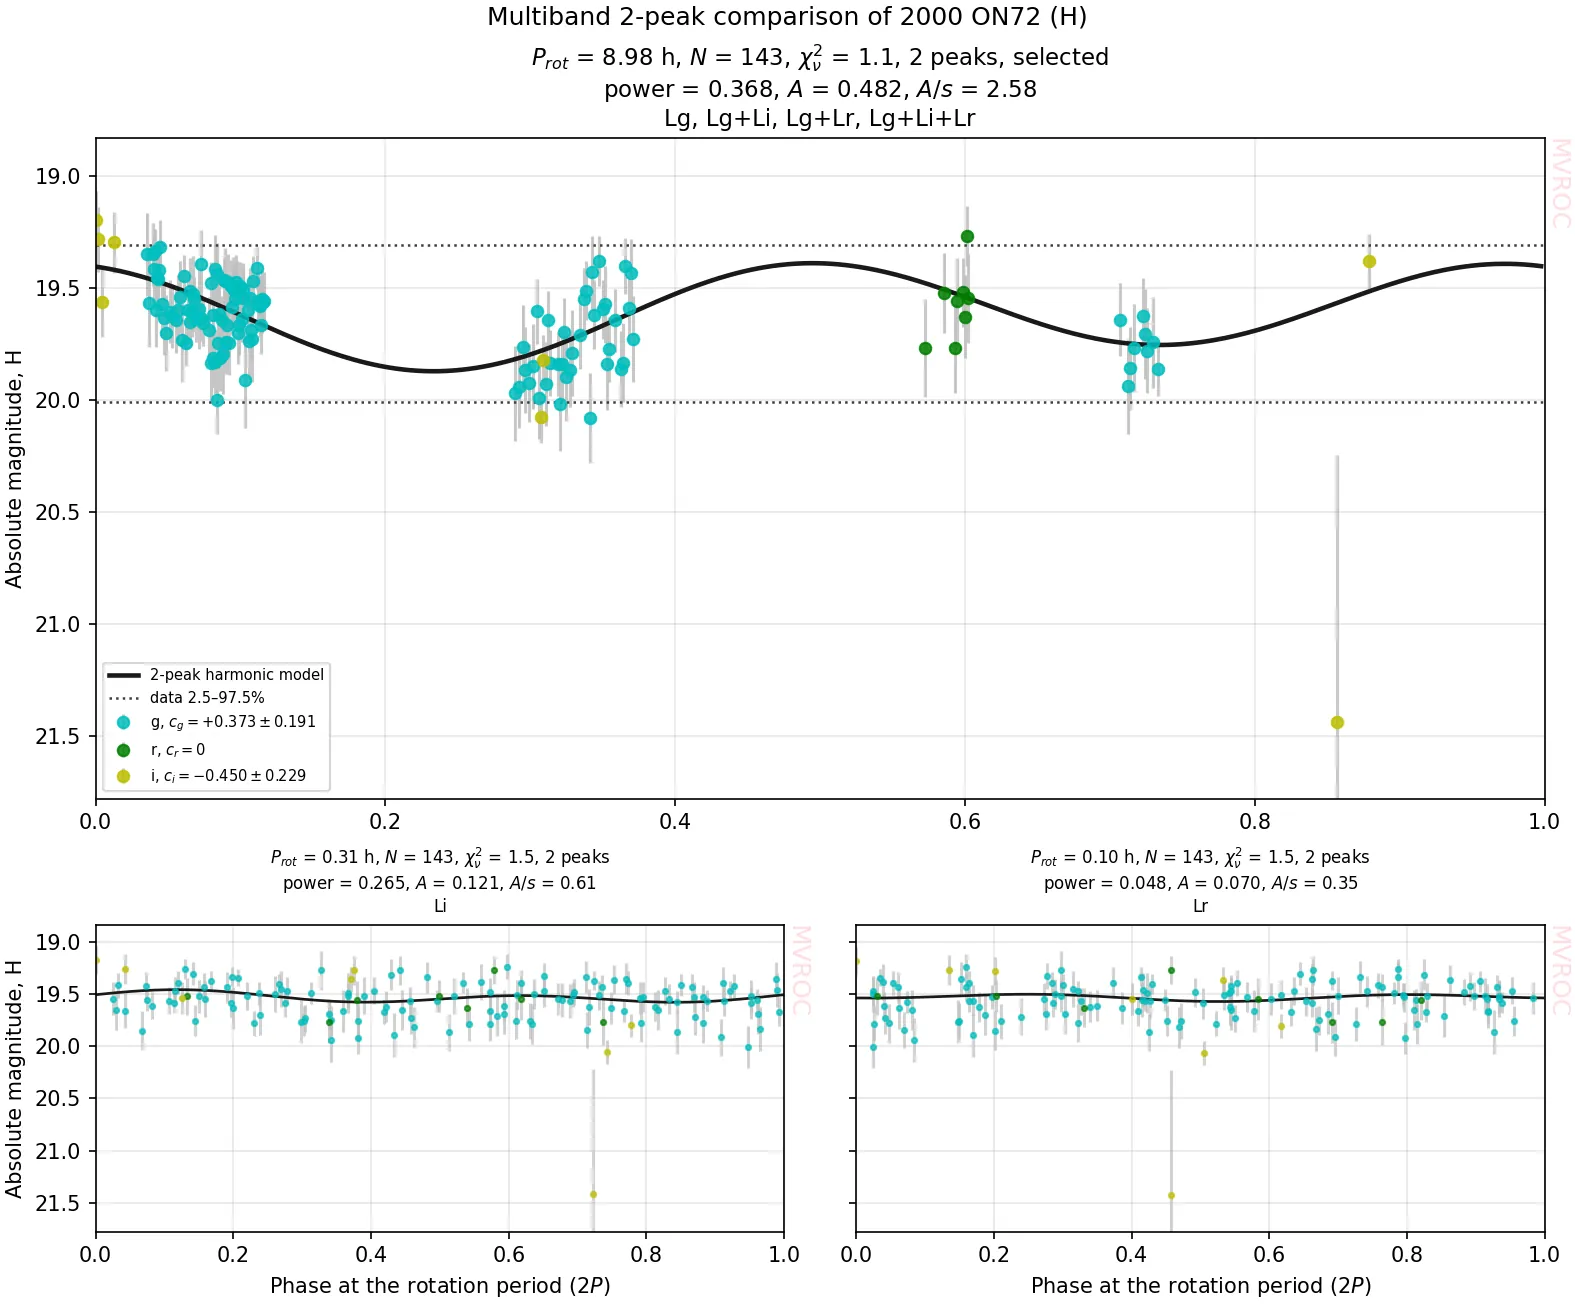 Multiband 2-peak comparison of 2000 ON72 (H)
P_rot = 8.98 h, N = 143, χ²_ν = 1.1, 2 peaks, selected
power = 0.368, A = 0.482, A/s = 2.58
Lg, Lg+Li, Lg+Lr, Lg+Li+Lr
MVROC
Absolute magnitude, H
19.0
19.5
20.0
20.5
21.0
21.5
2-peak harmonic model
data 2.5–97.5%
g, c_g = +0.373 ± 0.191
r, c_r = 0
i, c_i = −0.450 ± 0.229
0.0 0.2 0.4 0.6 0.8 1.0
P_rot = 0.31 h, N = 143, χ²_ν = 1.5, 2 peaks
power = 0.265, A = 0.121, A/s = 0.61
Li
MVROC
Absolute magnitude, H
19.0
19.5
20.0
20.5
21.0
21.5
0.0 0.2 0.4 0.6 0.8 1.0
Phase at the rotation period (2P)
P_rot = 0.10 h, N = 143, χ²_ν = 1.5, 2 peaks
power = 0.048, A = 0.070, A/s = 0.35
Lr
MVROC
0.0 0.2 0.4 0.6 0.8 1.0
Phase at the rotation period (2P)